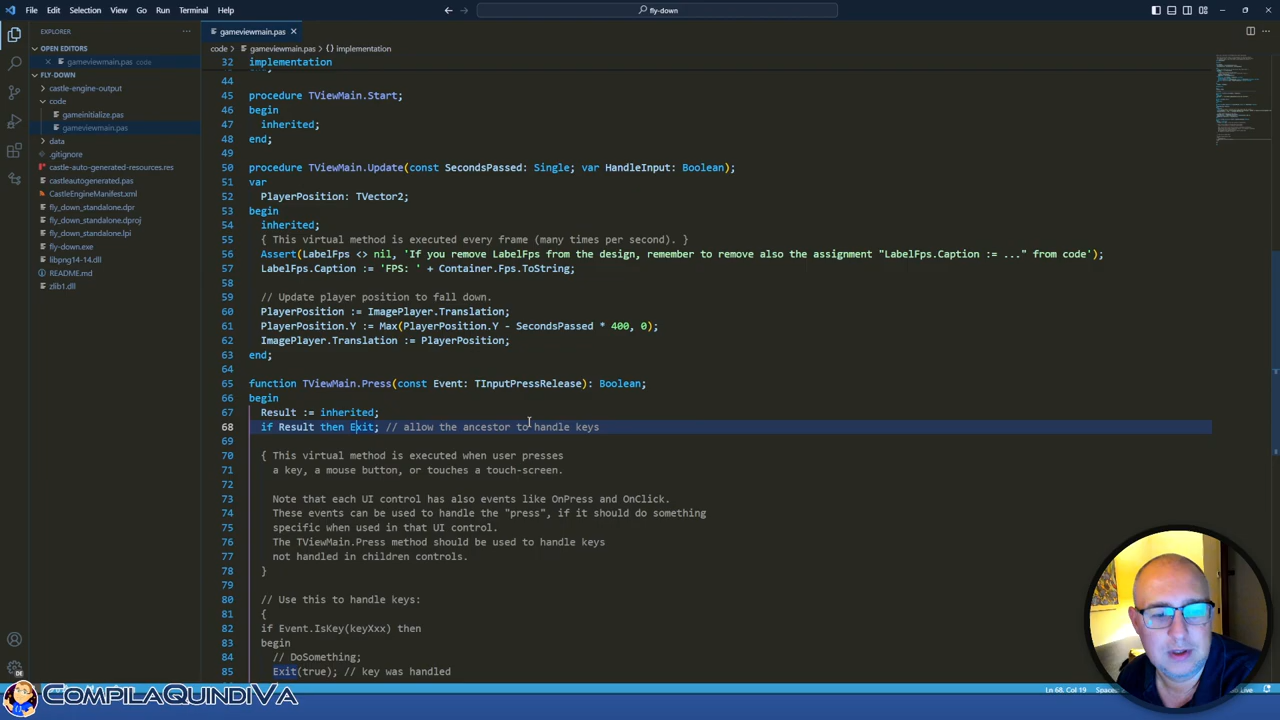 File Edit Selection View Go Run Terminal Help
fly-down
EXPLORER
OPEN EDITORS
gameviewmain.pas code
FLY-DOWN
castle-engine-output
code
gameinitialize.pas
gameviewmain.pas
data
.gitignore
castle-auto-generated-resources.res
castleautogenerated.pas
CastleEngineManifest.xml
fly_down_standalone.dpr
fly_down_standalone.dproj
fly_down_standalone.lpi
fly-down.exe
libpng14-14.dll
README.md
zlib1.dll
gameviewmain.pas
code > gameviewmain.pas > {} implementation
32 implementation
44
45 procedure TViewMain.Start;
46 begin
47 inherited;
48 end;
49
50 procedure TViewMain.Update(const SecondsPassed: Single; var HandleInput: Boolean);
51 var
52 PlayerPosition: TVector2;
53 begin
54 inherited;
55 { This virtual method is executed every frame (many times per second). }
56 Assert(LabelFps <> nil, 'If you remove LabelFps from the design, remember to remove also the assignment "LabelFps.Caption := ..." from code');
57 LabelFps.Caption := 'FPS: ' + Container.Fps.ToString;
58
59 // Update player position to fall down.
60 PlayerPosition := ImagePlayer.Translation;
61 PlayerPosition.Y := Max(PlayerPosition.Y - SecondsPassed * 400, 0);
62 ImagePlayer.Translation := PlayerPosition;
63 end;
64
65 function TViewMain.Press(const Event: TInputPressRelease): Boolean;
66 begin
67 Result := inherited;
68 if Result then Exit; // allow the ancestor to handle keys
69
70 { This virtual method is executed when user presses
71 a key, a mouse button, or touches a touch-screen.
72
73 Note that each UI control has also events like OnPress and OnClick.
74 These events can be used to handle the "press", if it should do something
75 specific when used in that UI control.
76 The TViewMain.Press method should be used to handle keys
77 not handled in children controls.
78 }
79
80 // Use this to handle keys:
81 {
82 if Event.IsKey(keyXxx) then
83 begin
84 // DoSomething;
85 Exit(true); // key was handled
DE
COMPILAQUINDIVA
Ln 68, Col 19